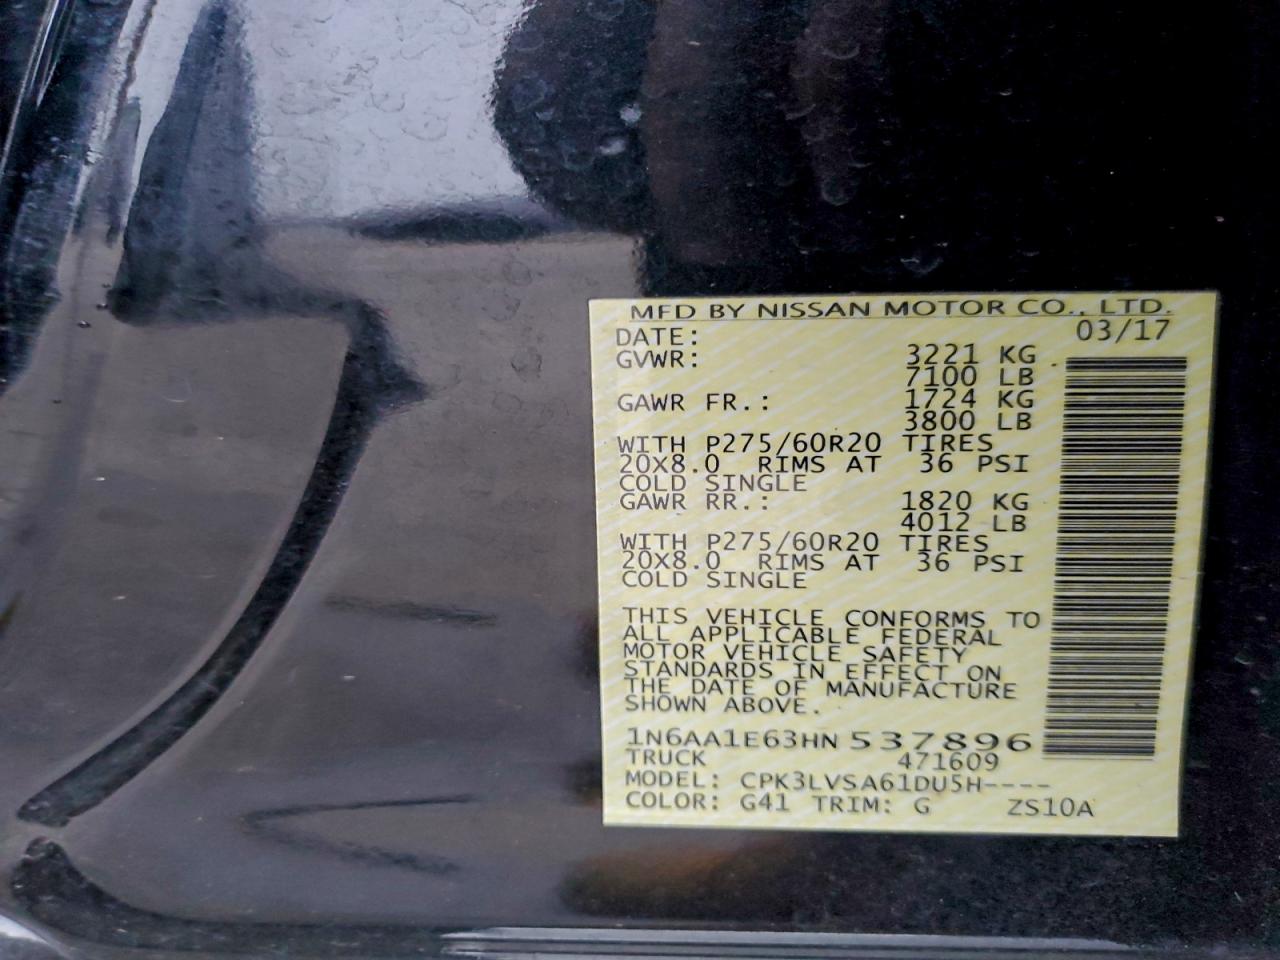 MFD BY NISSAN MOTOR CO., LTD.
DATE: 03/17
GVWR: 3221 KG
7100 LB
GAWR FR.: 1724 KG
3800 LB
WITH P275/60R20 TIRES
20X8.0 RIMS AT 36 PSI
COLD SINGLE
GAWR RR.: 1820 KG
4012 LB
WITH P275/60R20 TIRES
20X8.0 RIMS AT 36 PSI
COLD SINGLE
THIS VEHICLE CONFORMS TO
ALL APPLICABLE FEDERAL
MOTOR VEHICLE SAFETY
STANDARDS IN EFFECT ON
THE DATE OF MANUFACTURE
SHOWN ABOVE.
1N6AA1E63HN537896
TRUCK 471609
MODEL: CPK3LVSA61DU5H----
COLOR: G41 TRIM: G ZS10A